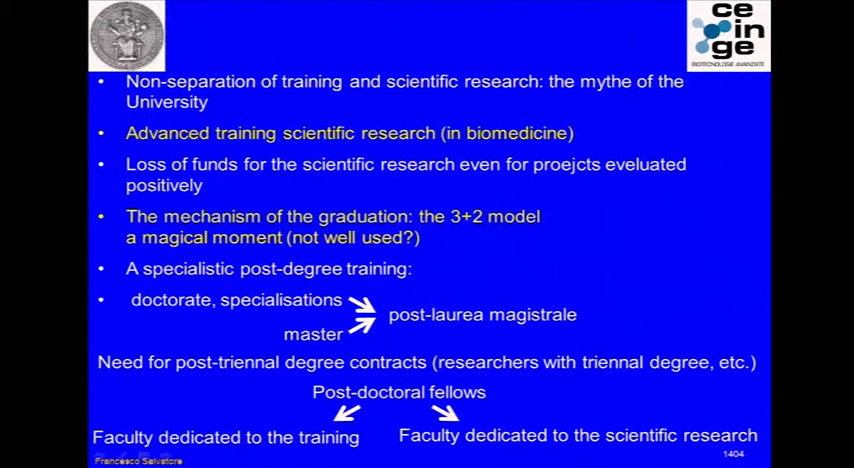 ce
in
ge
BIOTECNOLOGIE AVANZATE
• Non-separation of training and scientific research: the mythe of the
University
• Advanced training scientific research (in biomedicine)
• Loss of funds for the scientific research even for proejcts eveluated
positively
• The mechanism of the graduation: the 3+2 model
a magical moment (not well used?)
• A specialistic post-degree training:
• doctorate, specialisations
post-laurea magistrale
master
Need for post-triennal degree contracts (researchers with triennal degree, etc.)
Post-doctoral fellows
Faculty dedicated to the training
Faculty dedicated to the scientific research
Francesco Salvatore
1404